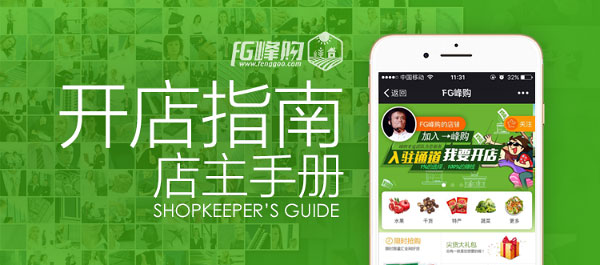 FG峰购
www.fenggoo.com
开店指南
店主手册
SHOPKEEPER'S GUIDE
中国移动
11:31
32%
返回
FG峰购
FG峰购的店铺
关注
加入→峰购
入驻通道 我要开店
水果
干货
特产
蔬菜
更多
限时抢购
尖货大礼包